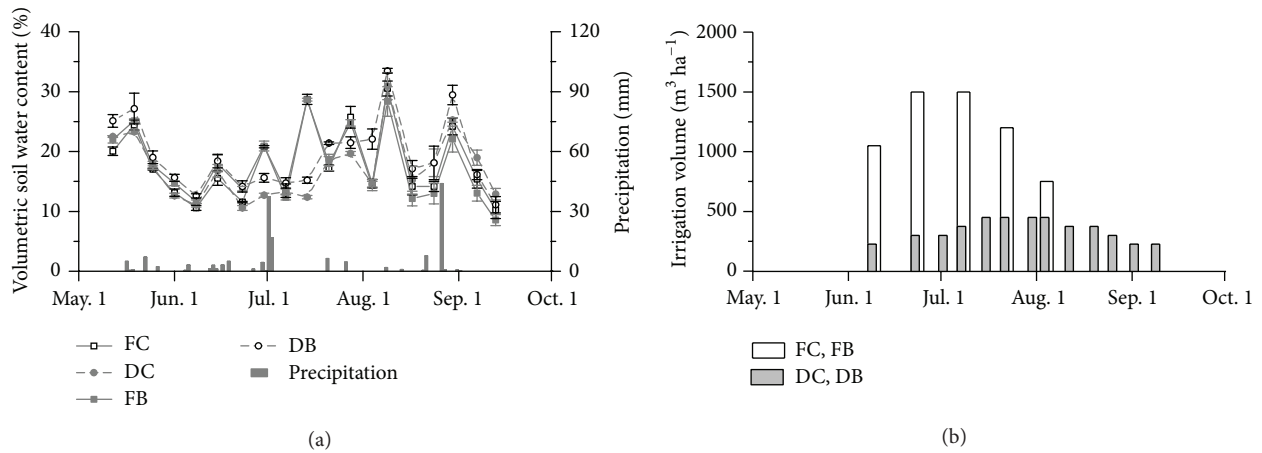 Volumetric soil water content (%)
40
30
20
10
0
120
90
60
30
0
Precipitation (mm)
May. 1 Jun. 1 Jul. 1 Aug. 1 Sep. 1 Oct. 1
FC
DC
FB
DB
Precipitation
(a)
Irrigation volume (m³ ha⁻¹)
2000
1500
1000
500
0
May. 1 Jun. 1 Jul. 1 Aug. 1 Sep. 1 Oct. 1
FC, FB
DC, DB
(b)